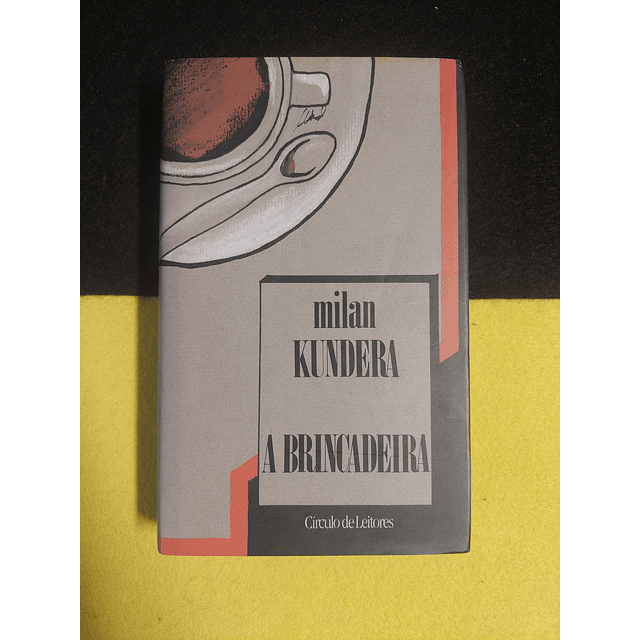 milan
KUNDERA
A BRINCADEIRA
Círculo de Leitores